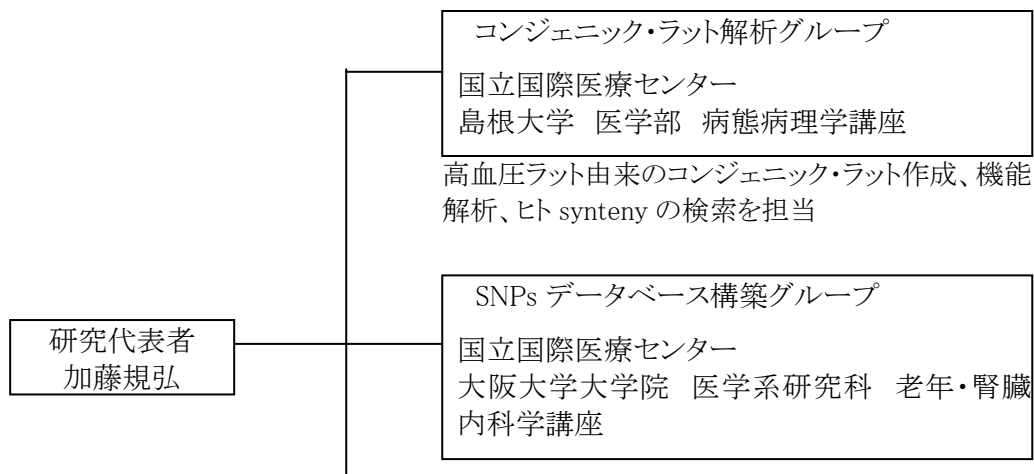 コンジェニック・ラット解析グループ
国立国際医療センター
島根大学 医学部 病態病理学講座
高血圧ラット由来のコンジェニック・ラット作成、機能
解析、ヒト synteny の検索を担当
SNPs データベース構築グループ
国立国際医療センター
大阪大学大学院 医学系研究科 老年・腎臓
内科学講座
研究代表者
加藤規弘